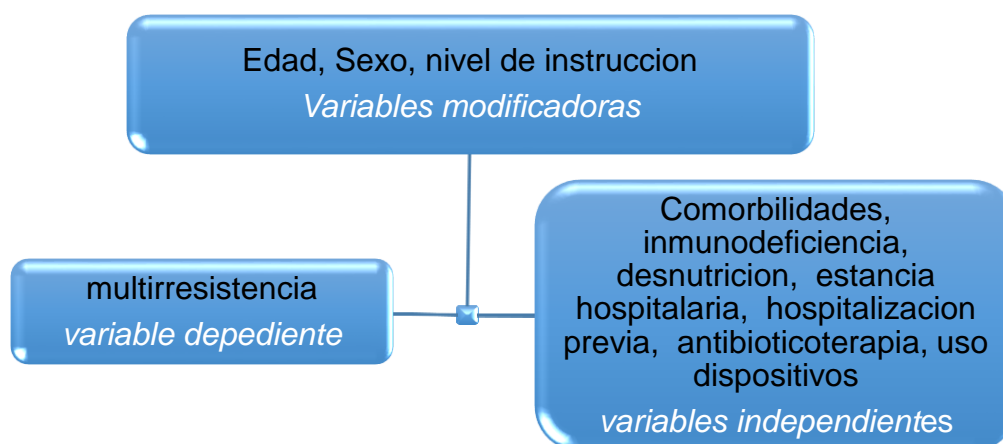 Edad, Sexo, nivel de instruccion
Variables modificadoras
multirresistencia
variable depediente
Comorbilidades,
inmunodeficiencia,
desnutricion, estancia
hospitalaria, hospitalizacion
previa, antibioticoterapia, uso
dispositivos
variables independientes